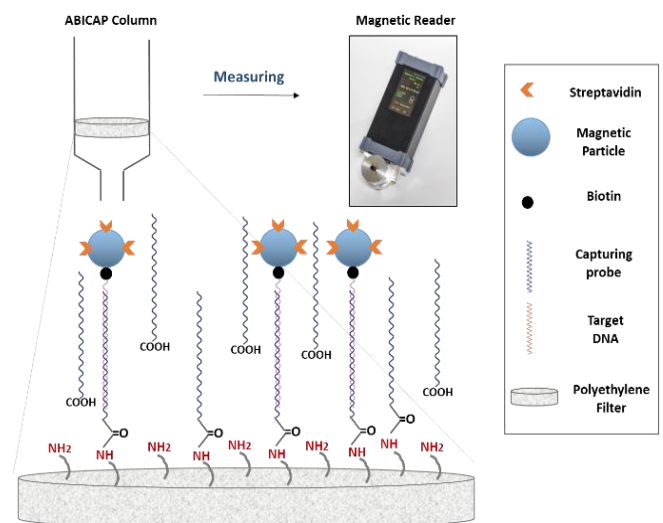 ABICAP Column
Magnetic Reader
Measuring
Streptavidin
Magnetic
Particle
Biotin
Capturing
probe
Target
DNA
Polyethylene
Filter
COOH
COOH
COOH
COOH
COOH
O
O
O
O
O
NH2
NH
NH2
NH
NH2
NH
NH2
NH
NH
NH2